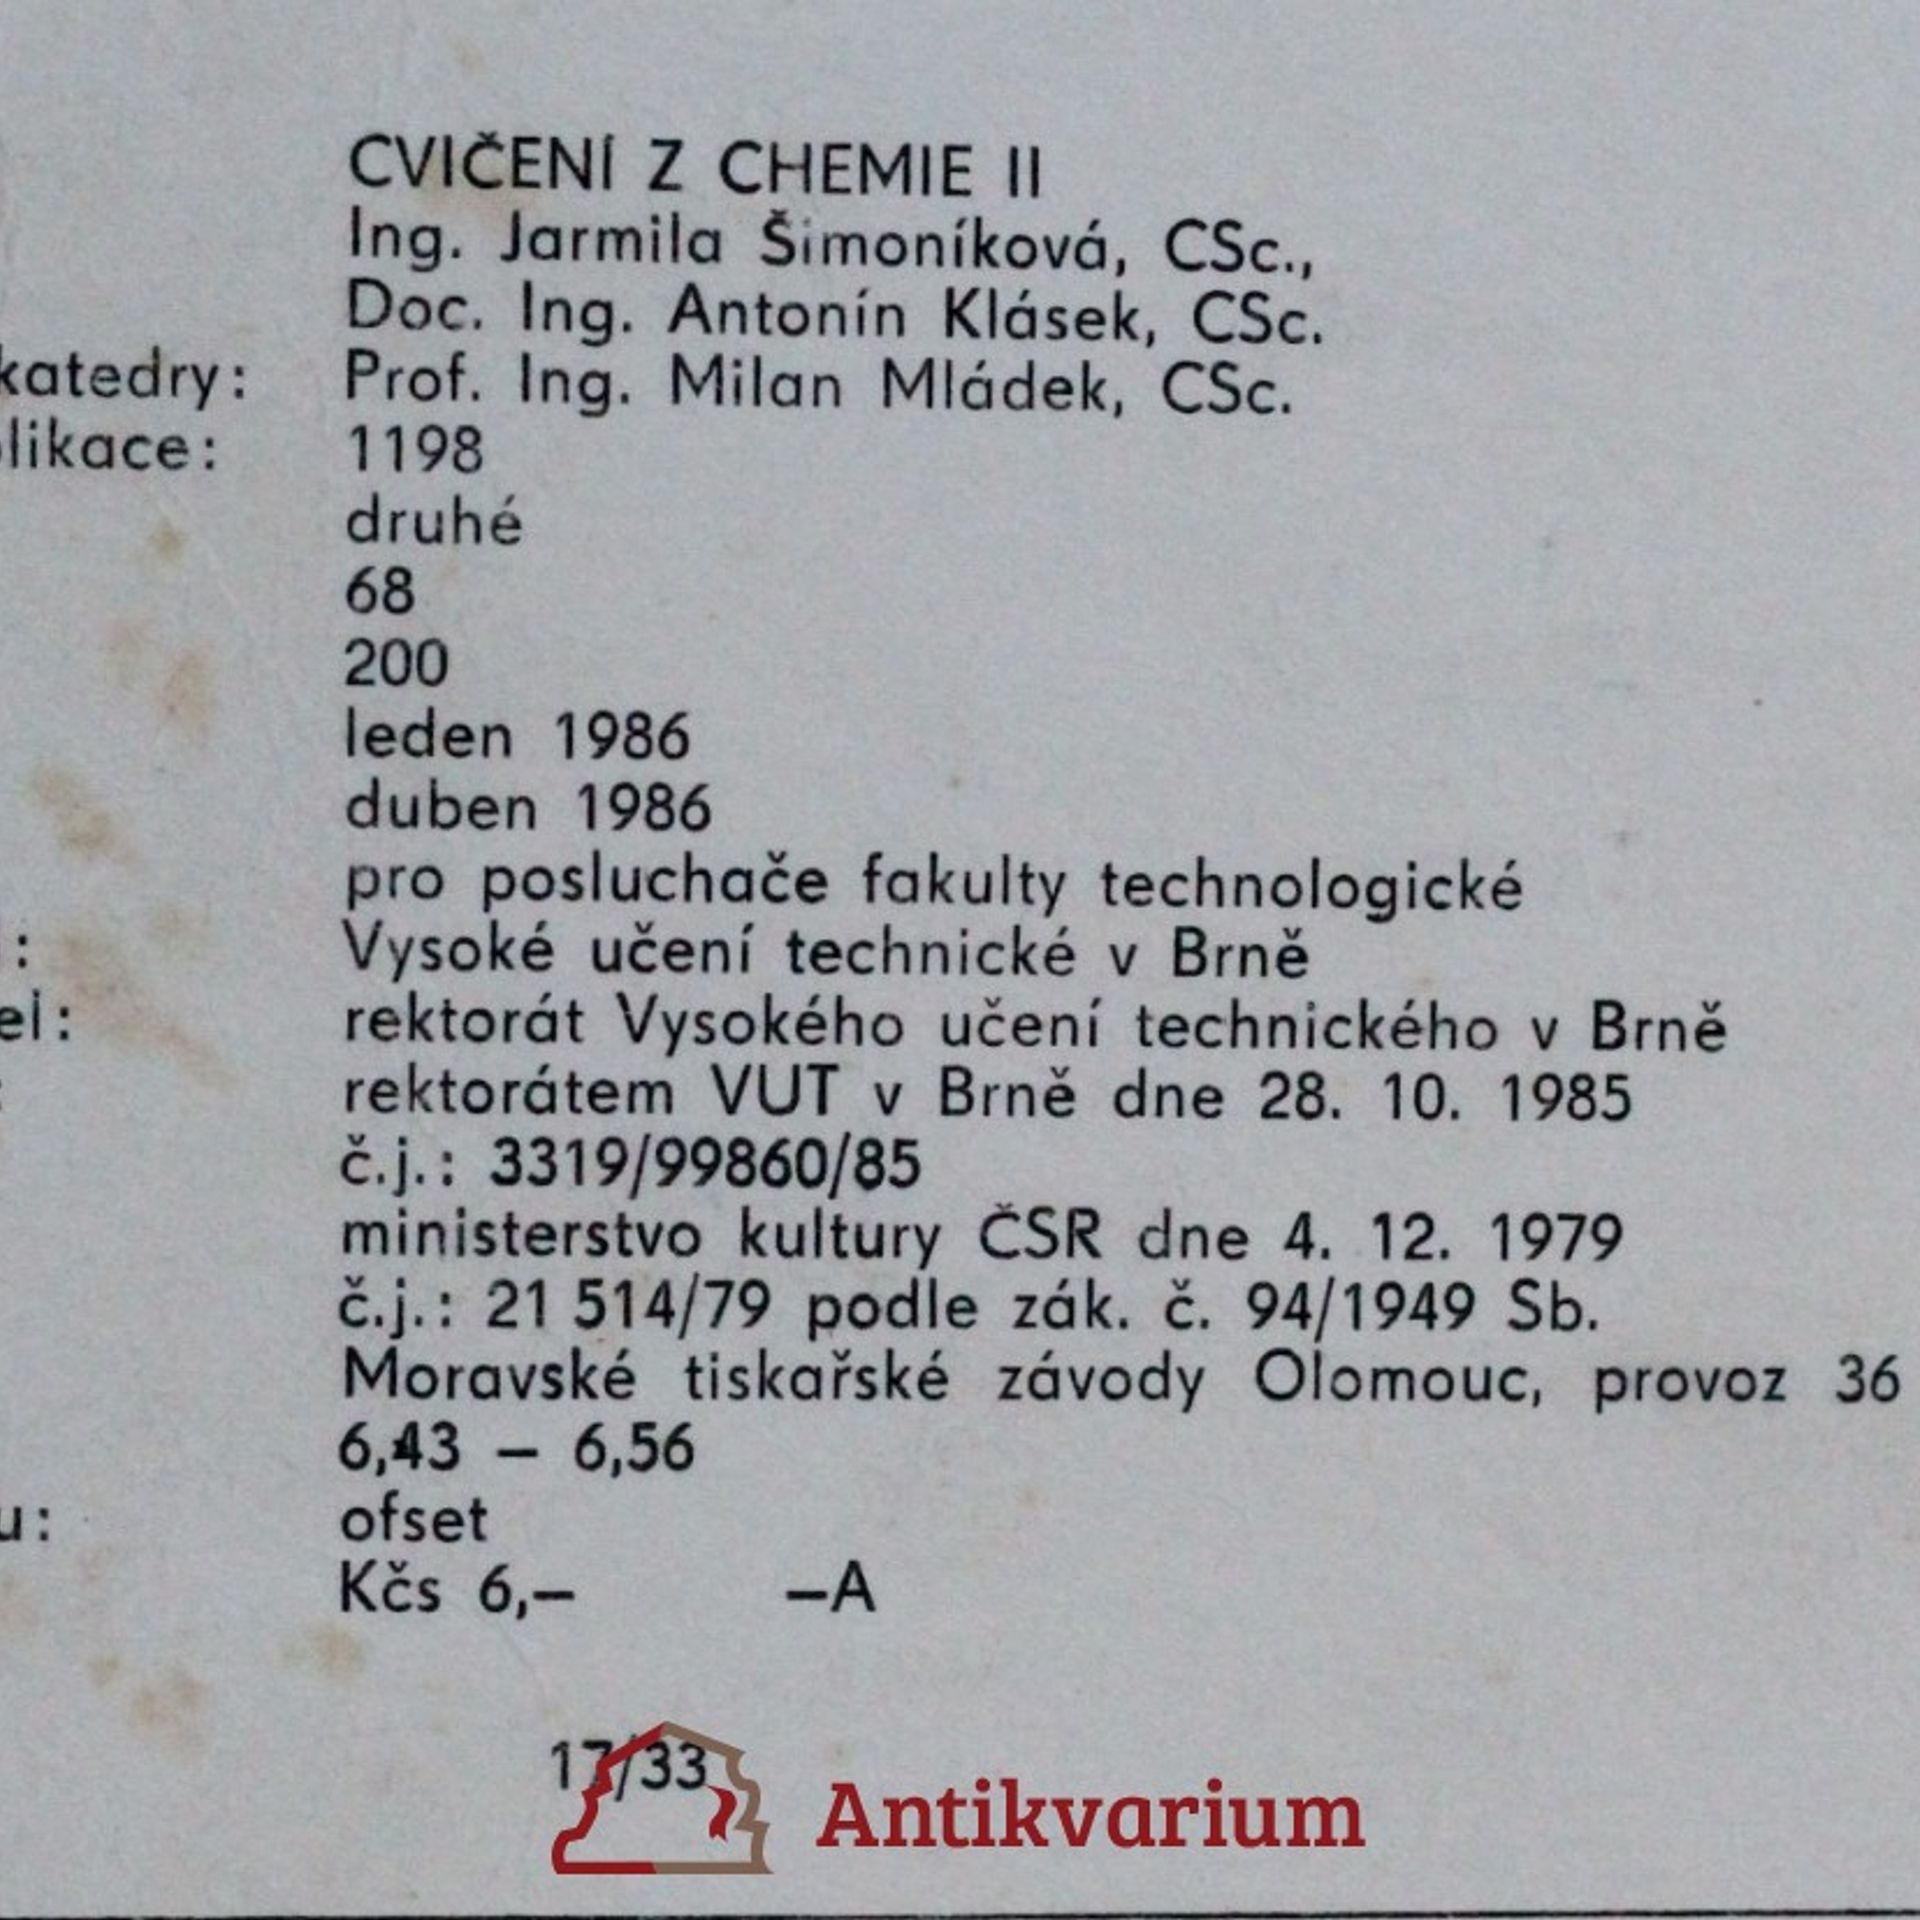 CVIČENÍ Z CHEMIE II
Ing. Jarmila Šimoníková, CSc.,
Doc. Ing. Antonín Klásek, CSc.
katedry: Prof. Ing. Milan Mládek, CSc.
likace: 1198
druhé
68
200
leden 1986
duben 1986
pro posluchače fakulty technologické
: Vysoké učení technické v Brně
el: rektorát Vysokého učení technického v Brně
rektorátem VUT v Brně dne 28. 10. 1985
č.j.: 3319/99860/85
ministerstvo kultury ČSR dne 4. 12. 1979
č.j.: 21 514/79 podle zák. č. 94/1949 Sb.
Moravské tiskařské závody Olomouc, provoz 36
6,43 – 6,56
u: ofset
Kčs 6,– –A
17/33
Antikvarium